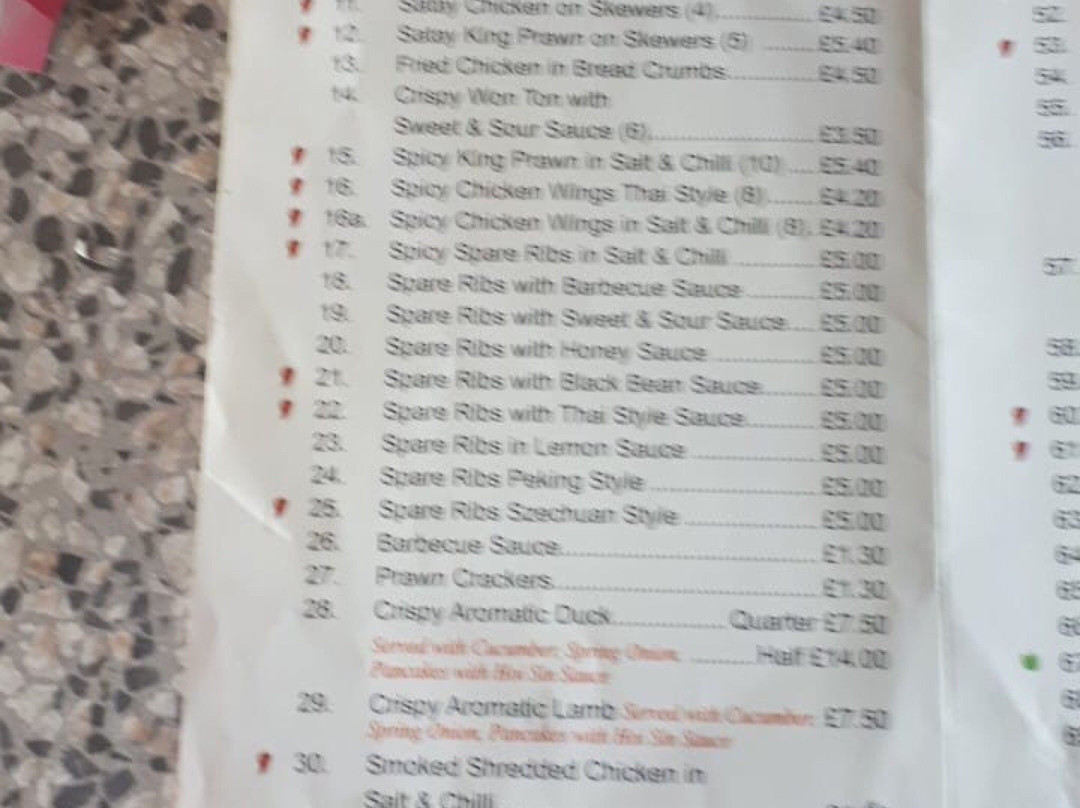 11. Satay Chicken on Skewers (4) £4.50
12. Satay King Prawn on Skewers (5) £5.40
13. Fried Chicken in Bread Crumbs £4.50
14. Crispy Won Ton with
Sweet & Sour Sauce (6) £3.50
15. Spicy King Prawn in Salt & Chilli (10) £5.40
16. Spicy Chicken Wings Thai Style (8) £4.20
16a. Spicy Chicken Wings in Salt & Chilli (8) £4.20
17. Spicy Spare Ribs in Salt & Chilli £5.00
18. Spare Ribs with Barbecue Sauce £5.00
19. Spare Ribs with Sweet & Sour Sauce £5.00
20. Spare Ribs with Honey Sauce £5.00
21. Spare Ribs with Black Bean Sauce £5.00
22. Spare Ribs with Thai Style Sauce £5.00
23. Spare Ribs in Lemon Sauce £5.00
24. Spare Ribs Peking Style £5.00
25. Spare Ribs Szechuan Style £5.00
26. Barbecue Sauce £1.30
27. Prawn Crackers £1.30
28. Crispy Aromatic Duck Quarter £7.50
Served with Cucumber, Spring Onion, Half £14.00
Pancakes with Hoi Sin Sauce
29. Crispy Aromatic Lamb Served with Cucumber, £7.50
Spring Onion, Pancakes with Hoi Sin Sauce
30. Smoked Shredded Chicken in
Salt & Chilli
52.
53.
54.
55.
56.
57.
58.
59.
60.
61.
62
63
64
65
66
67
68
69